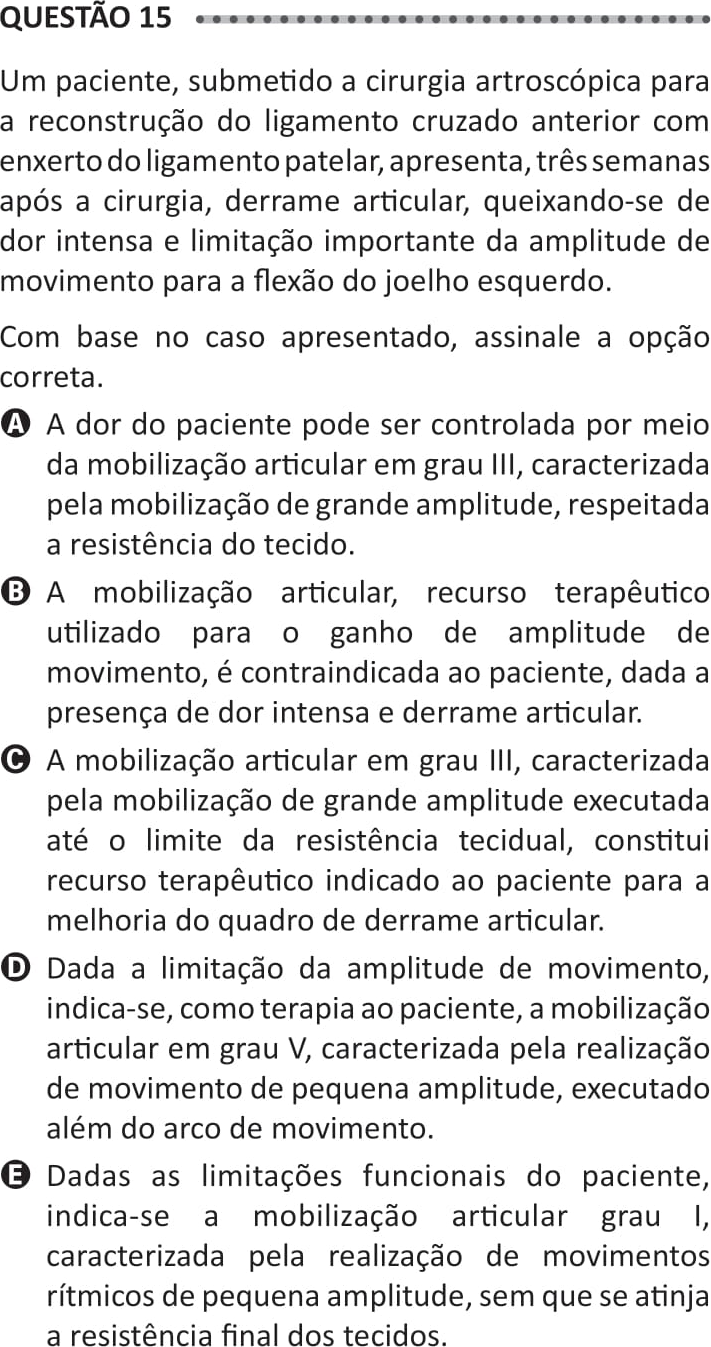 QUESTÃO 15
Um paciente, submetido a cirurgia artroscópica para
a reconstrução do ligamento cruzado anterior com
enxerto do ligamento patelar, apresenta, três semanas
após a cirurgia, derrame articular, queixando-se de
dor intensa e limitação importante da amplitude de
movimento para a flexão do joelho esquerdo.
Com base no caso apresentado, assinale a opção
correta.
A A dor do paciente pode ser controlada por meio
da mobilização articular em grau III, caracterizada
pela mobilização de grande amplitude, respeitada
a resistência do tecido.
B A mobilização articular, recurso terapêutico
utilizado para o ganho de amplitude de
movimento, é contraindicada ao paciente, dada a
presença de dor intensa e derrame articular.
C A mobilização articular em grau III, caracterizada
pela mobilização de grande amplitude executada
até o limite da resistência tecidual, constitui
recurso terapêutico indicado ao paciente para a
melhoria do quadro de derrame articular.
D Dada a limitação da amplitude de movimento,
indica-se, como terapia ao paciente, a mobilização
articular em grau V, caracterizada pela realização
de movimento de pequena amplitude, executado
além do arco de movimento.
E Dadas as limitações funcionais do paciente,
indica-se a mobilização articular grau I,
caracterizada pela realização de movimentos
rítmicos de pequena amplitude, sem que se atinja
a resistência final dos tecidos.